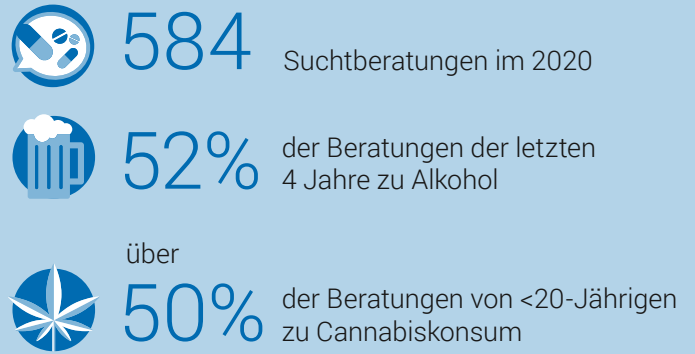 584 Suchtberatungen im 2020
52% der Beratungen der letzten
4 Jahre zu Alkohol
über
50% der Beratungen von <20-Jährigen
zu Cannabiskonsum